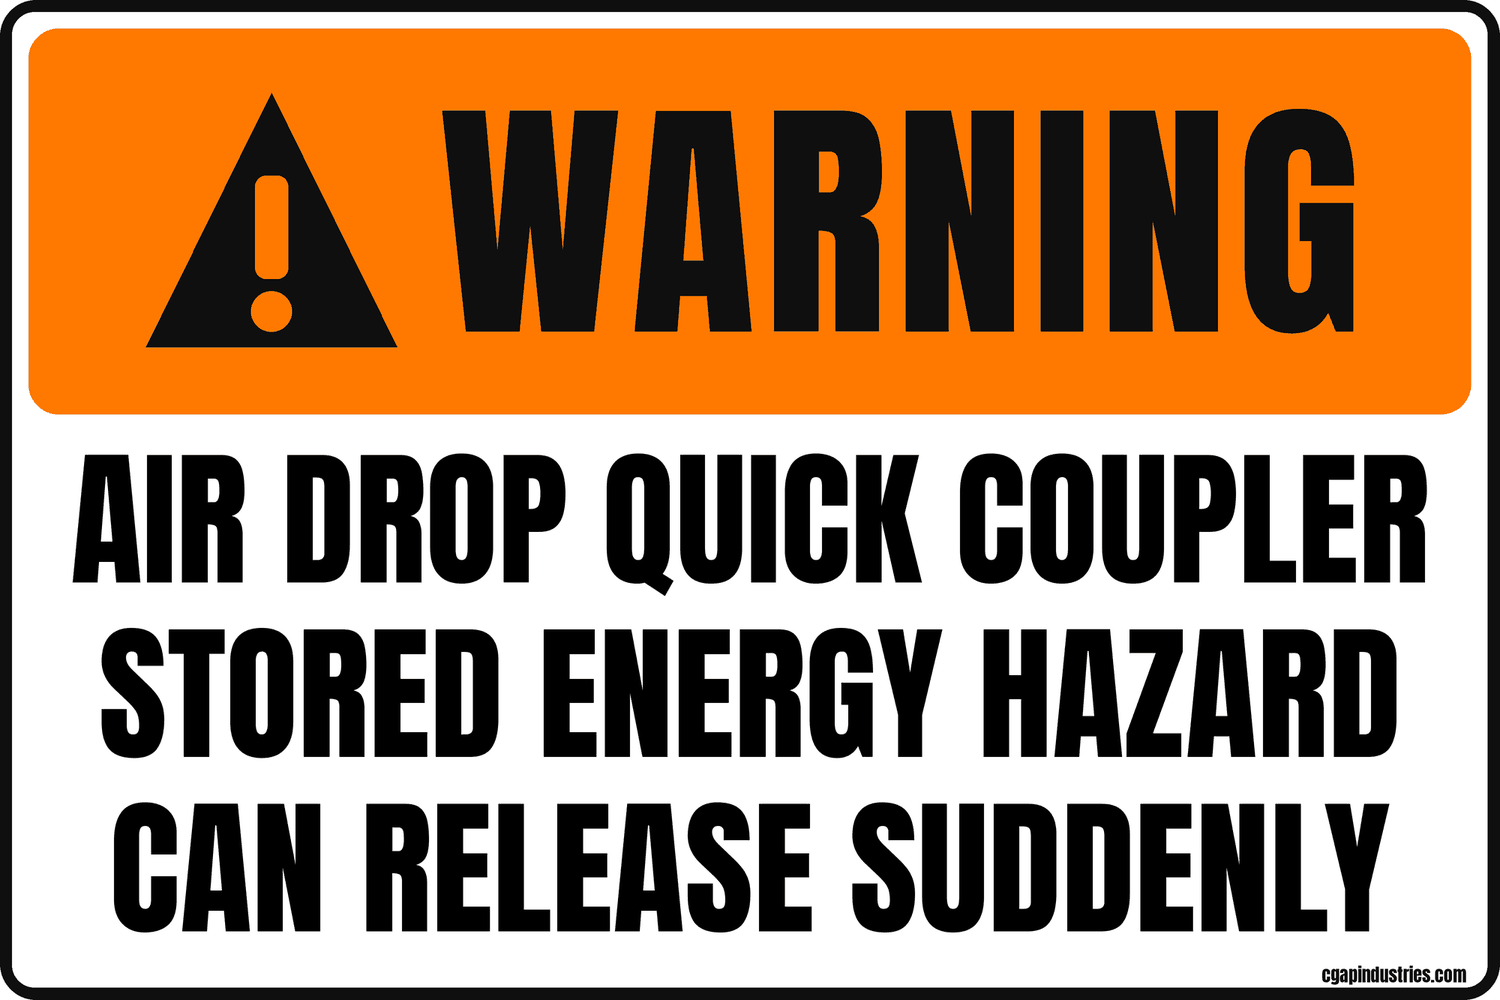 WARNING
AIR DROP QUICK COUPLER
STORED ENERGY HAZARD
CAN RELEASE SUDDENLY
cgapindustries.com